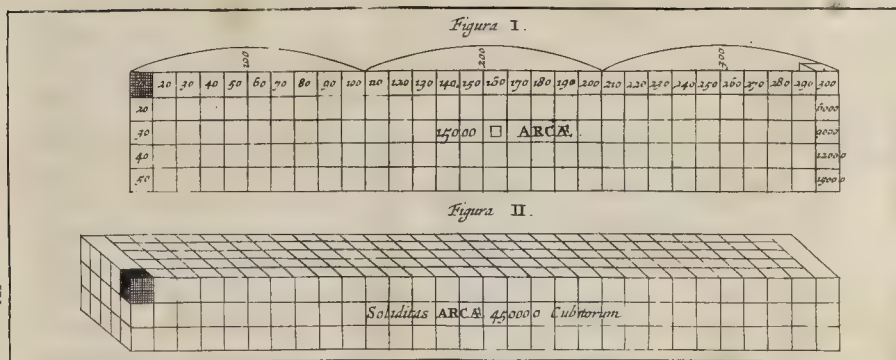 Figura I.
100 200 300
20 30 40 50 60 70 80 90 100 110 120 130 140 150 160 170 180 190 200 210 220 230 240 250 260 270 280 290 300
20 6000
30 15000 □ ARCÆ. 9000
40 12000
50 15000
Figura II.
Soliditas ARCÆ 450000 Cubitorum